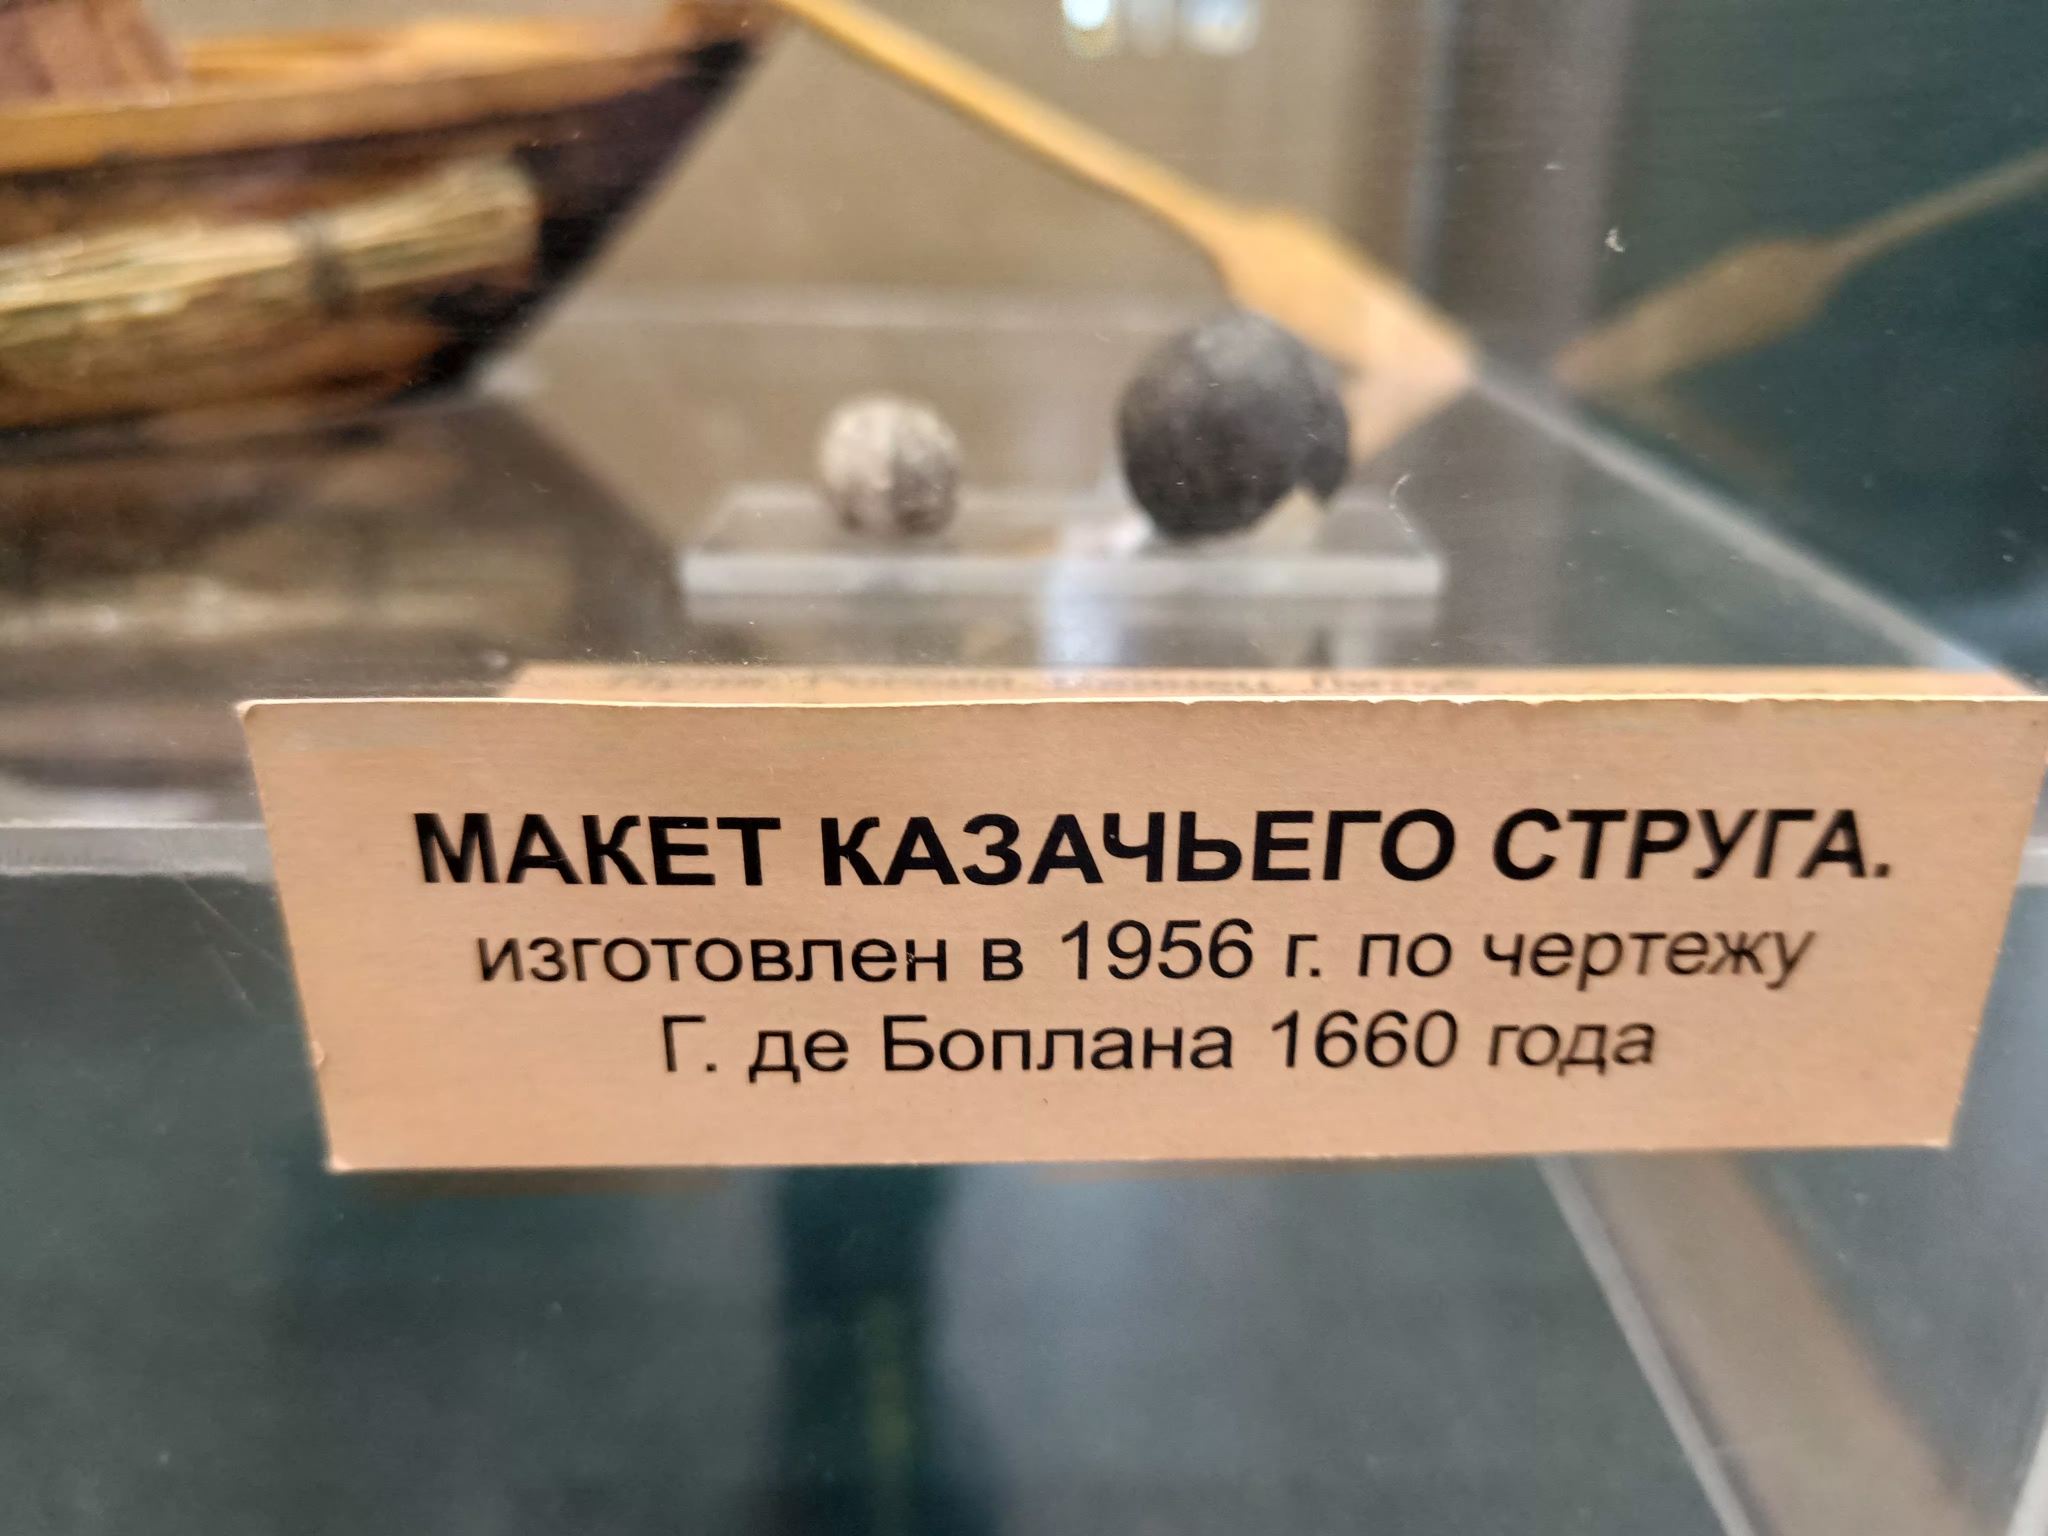 МАКЕТ КАЗАЧЬЕГО СТРУГА.
изготовлен в 1956 г. по чертежу
Г. де Боплана 1660 года